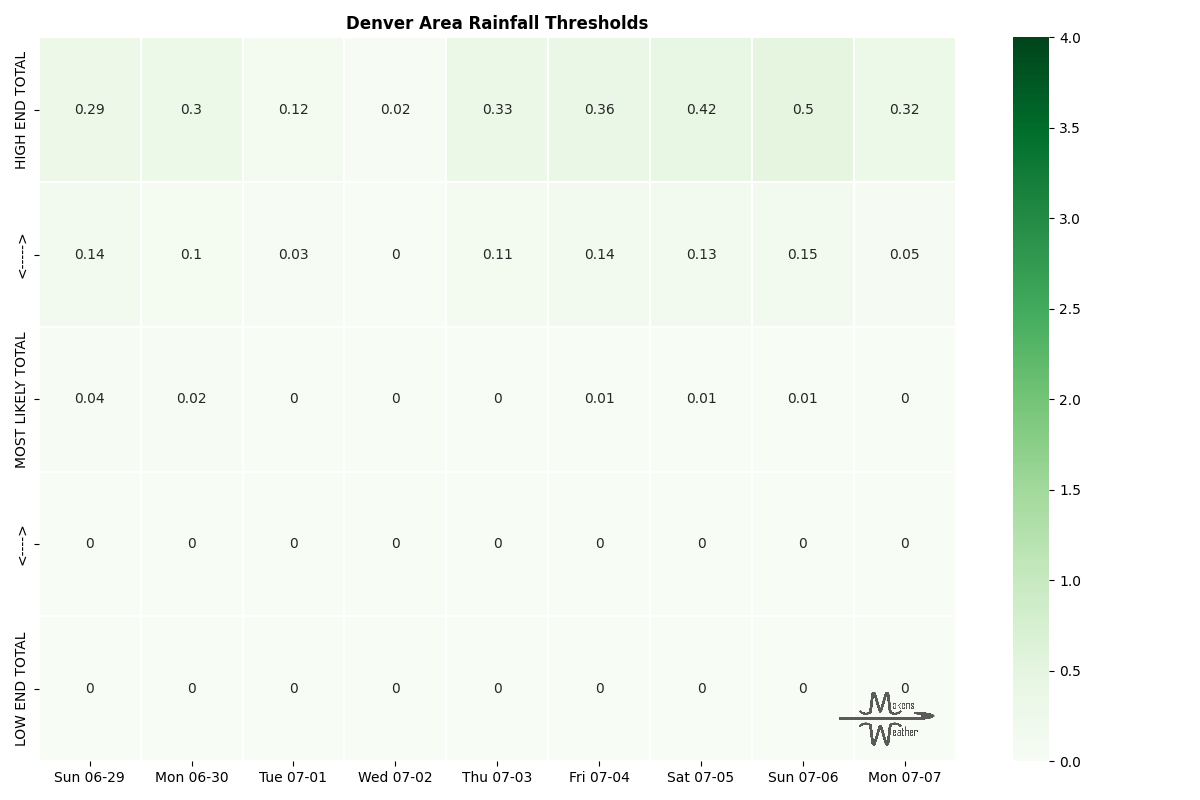 Denver Area Rainfall Thresholds
HIGH END TOTAL
0.29 0.3 0.12 0.02 0.33 0.36 0.42 0.5 0.32
<----->
0.14 0.1 0.03 0 0.11 0.14 0.13 0.15 0.05
MOST LIKELY TOTAL
0.04 0.02 0 0 0 0.01 0.01 0.01 0
<---->
0 0 0 0 0 0 0 0 0
LOW END TOTAL
0 0 0 0 0 0 0 0 0
Makens
Weather
Sun 06-29 Mon 06-30 Tue 07-01 Wed 07-02 Thu 07-03 Fri 07-04 Sat 07-05 Sun 07-06 Mon 07-07
4.0
3.5
3.0
2.5
2.0
1.5
1.0
0.5
0.0